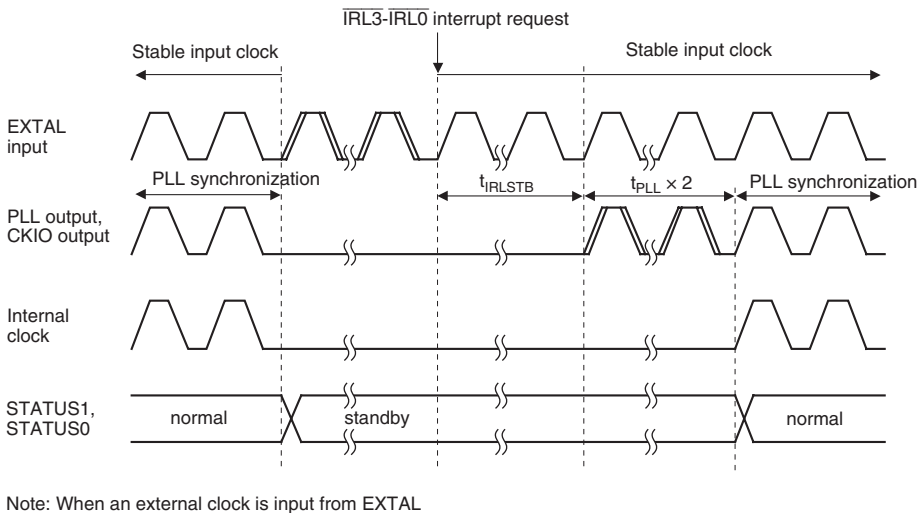 IRL3-IRL0 interrupt request
Stable input clock
Stable input clock
EXTAL
input
PLL synchronization
tIRLSTB
tPLL × 2
PLL synchronization
PLL output,
CKIO output
Internal
clock
STATUS1,
STATUS0
normal
standby
normal
Note: When an external clock is input from EXTAL